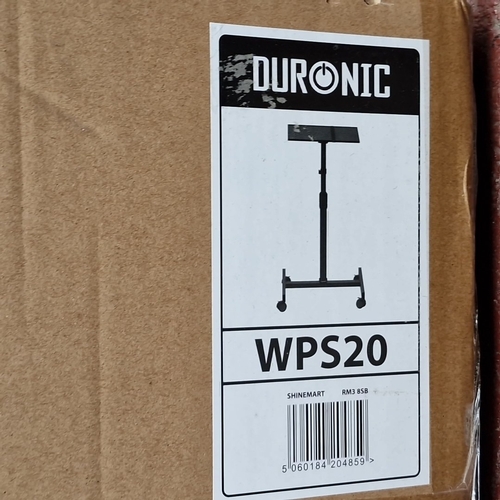 DURONIC
WPS20
SHINEMART RM3 8SB
5 060184 204859 >